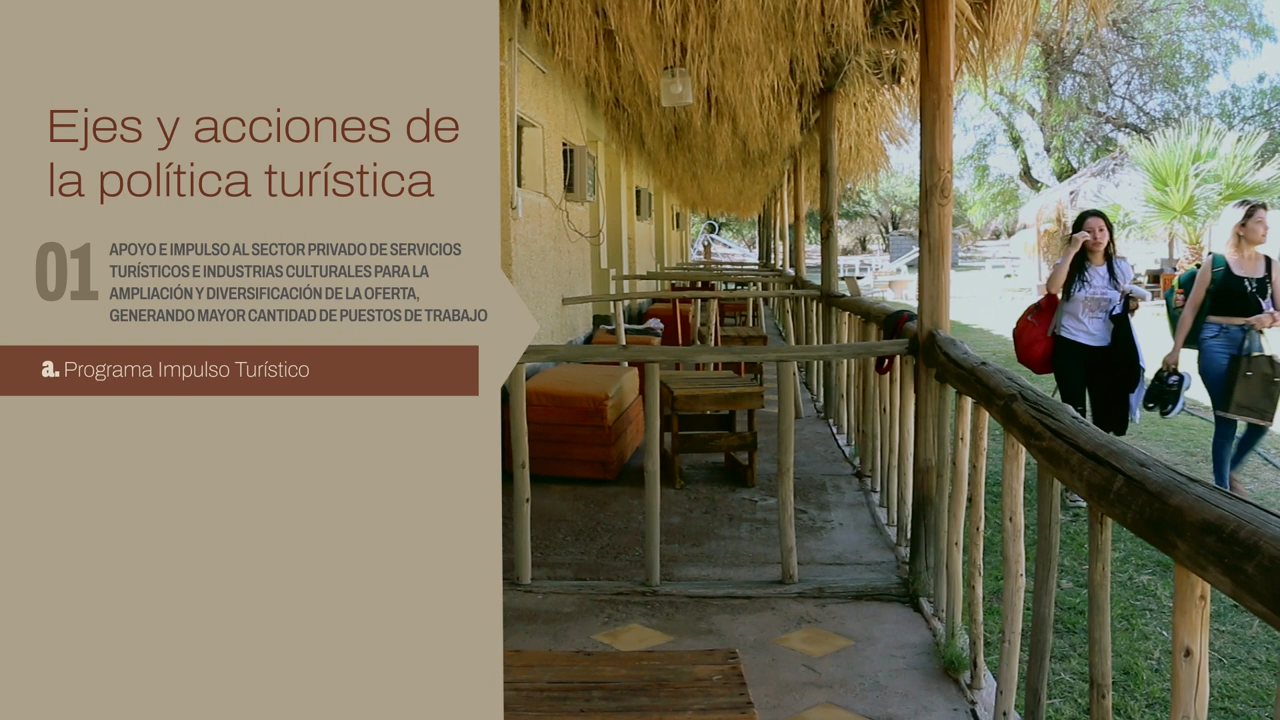 Ejes y acciones de
la política turística
01
APOYO E IMPULSO AL SECTOR PRIVADO DE SERVICIOS
TURÍSTICOS E INDUSTRIAS CULTURALES PARA LA
AMPLIACIÓN Y DIVERSIFICACIÓN DE LA OFERTA,
GENERANDO MAYOR CANTIDAD DE PUESTOS DE TRABAJO
a. Programa Impulso Turístico